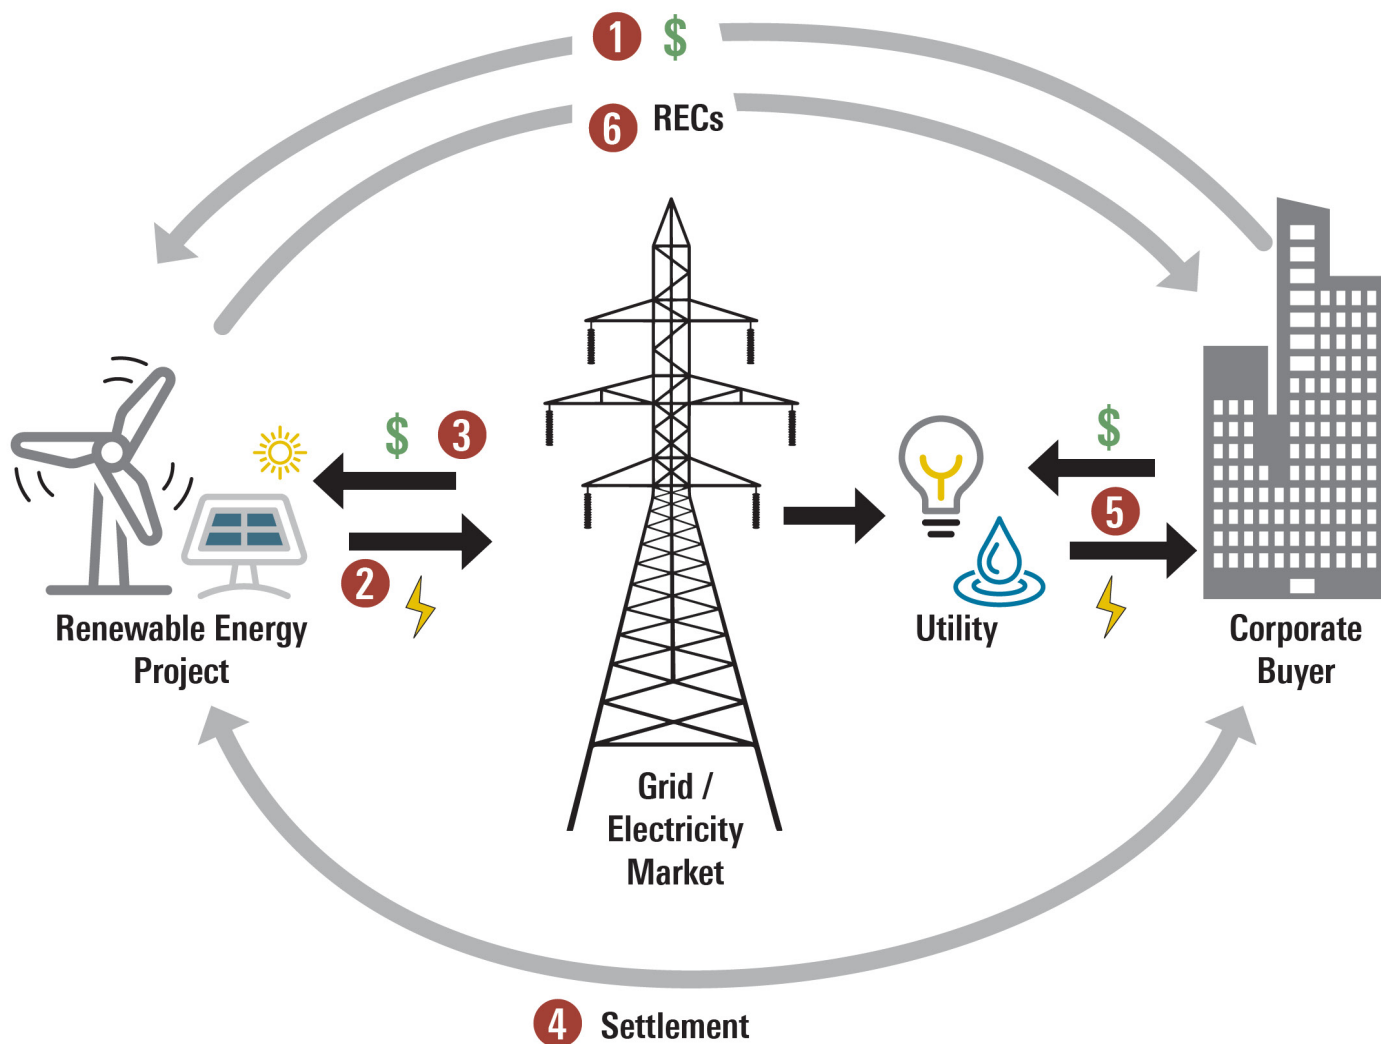 1 $
6 RECs
$ 3
2
Renewable Energy
Project
Grid /
Electricity
Market
$
5
Utility
Corporate
Buyer
4 Settlement